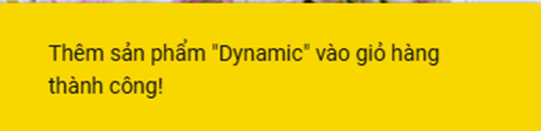 Thêm sản phẩm "Dynamic" vào giỏ hàng
thành công!